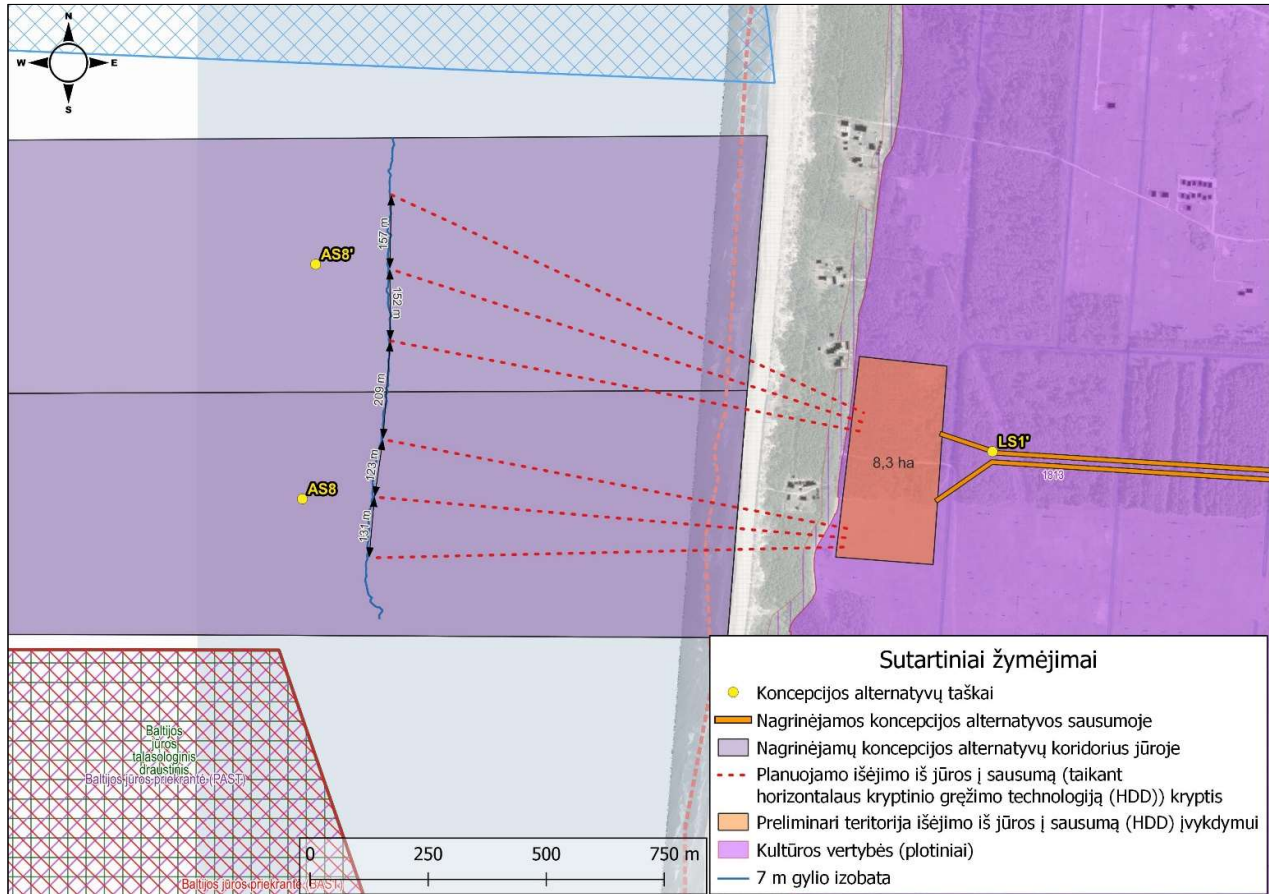 N
W
E
S
157 m
AS8'
152 m
209 m
123 m
AS8
131 m
8,3 ha
LS1'
1813
Baltijos
jūros
talasologinis
draustinis
Baltijos jūros priekrantė (PAST)
Baltijos jūros priekrantė (BAST)
0 250 500 750 m
Sutartiniai žymėjimai
Koncepcijos alternatyvų taškai
Nagrinėjamos koncepcijos alternatyvos sausumoje
Nagrinėjamų koncepcijos alternatyvų koridorius jūroje
Planuojamo išėjimo iš jūros į sausumą (taikant
horizontalaus kryptinio gręžimo technologiją (HDD)) kryptis
Preliminari teritorija išėjimo iš jūros į sausumą (HDD) įvykdymui
Kultūros vertybės (plotiniai)
7 m gylio izobata